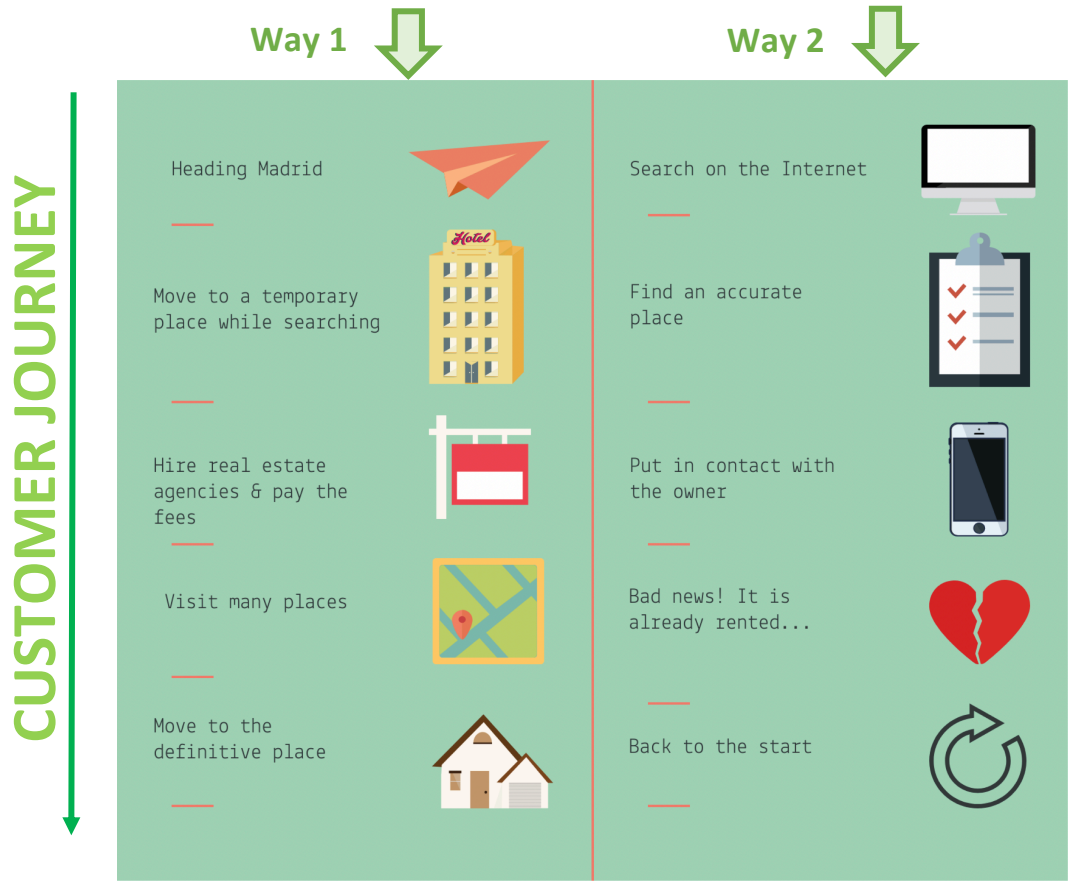 Way 1
Way 2
CUSTOMER JOURNEY
Heading Madrid
Hotel
Move to a temporary
place while searching
Hire real estate
agencies & pay the
fees
Visit many places
Move to the
definitive place
Search on the Internet
Find an accurate
place
Put in contact with
the owner
Bad news! It is
already rented...
Back to the start